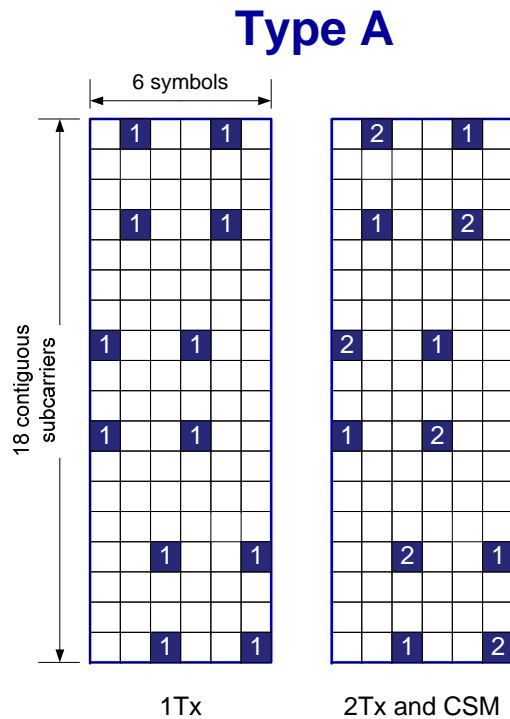 Type A
6 symbols
18 contiguous
subcarriers
1 1 2 1
1 1 1 2
1 1 2 1
1 1 1 2
1 1 2 1
1 1 1 2
1Tx
2Tx and CSM